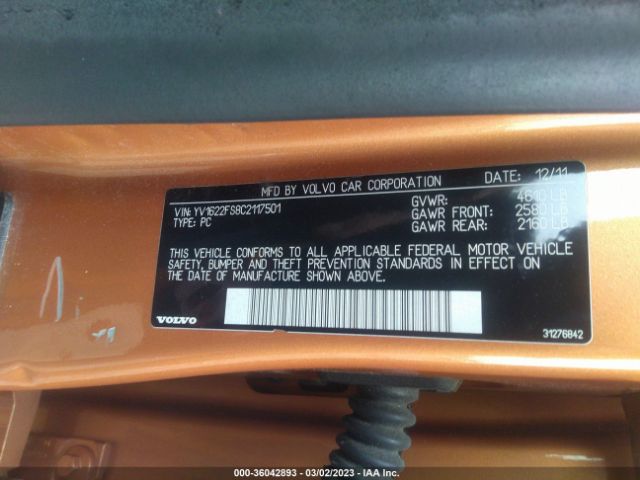 MFD BY VOLVO CAR CORPORATION DATE: 12/11
VIN: YV1622FS8C2117501 GVWR: 4610 LB
TYPE: PC GAWR FRONT: 2580 LB
GAWR REAR: 2160 LB
THIS VEHICLE CONFORMS TO ALL APPLICABLE FEDERAL MOTOR VEHICLE
SAFETY, BUMPER AND THEFT PREVENTION STANDARDS IN EFFECT ON
THE DATE OF MANUFACTURE SHOWN ABOVE.
VOLVO 31276842
000-36042893 - 03/02/2023 - IAA Inc.